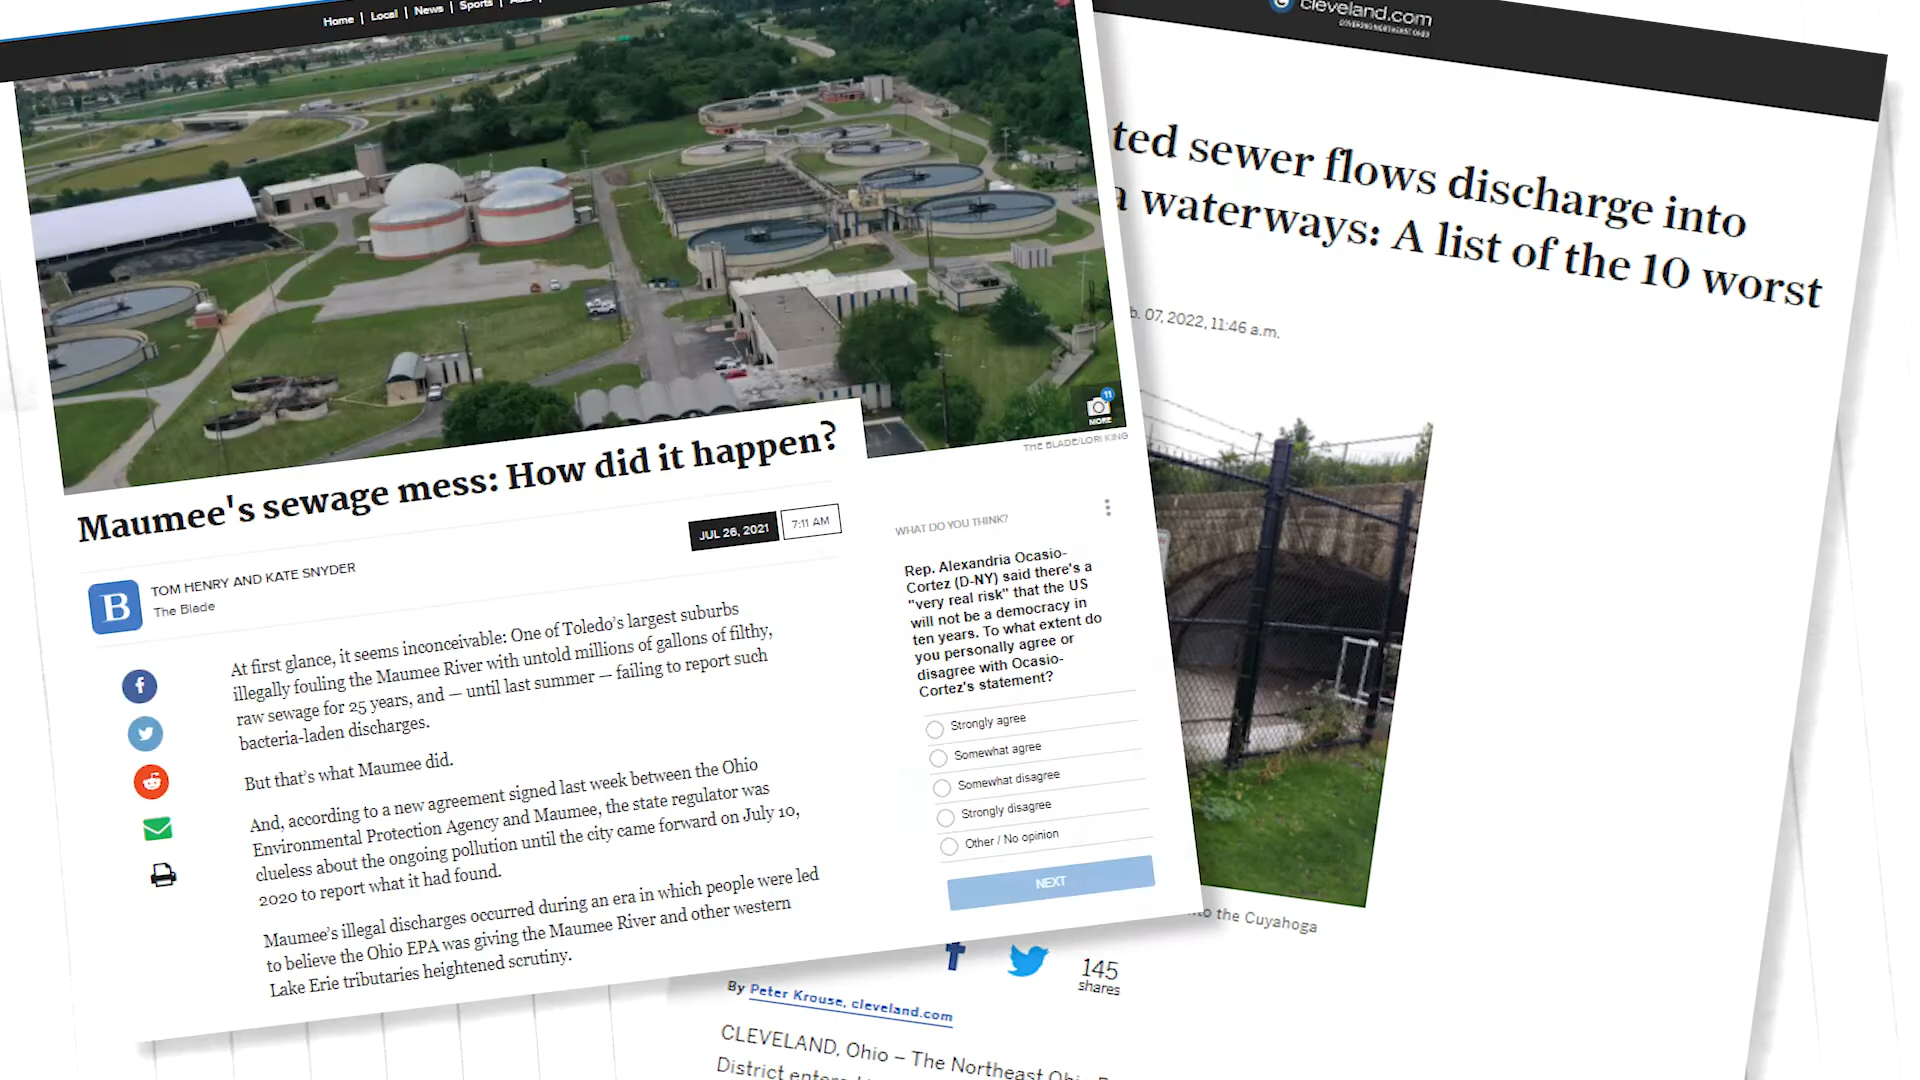 Home | Local | News | Sports |
11
MORE
THE BLADE/LORI KING
Maumee's sewage mess: How did it happen?
JUL 26, 2021
7:11 AM
B
TOM HENRY AND KATE SNYDER
The Blade
At first glance, it seems inconceivable: One of Toledo's largest suburbs
illegally fouling the Maumee River with untold millions of gallons of filthy,
raw sewage for 25 years, and — until last summer — failing to report such
bacteria-laden discharges.
But that's what Maumee did.
And, according to a new agreement signed last week between the Ohio
Environmental Protection Agency and Maumee, the state regulator was
clueless about the ongoing pollution until the city came forward on July 10,
2020 to report what it had found.
Maumee's illegal discharges occurred during an era in which people were led
to believe the Ohio EPA was giving the Maumee River and other western
Lake Erie tributaries heightened scrutiny.
WHAT DO YOU THINK?
Rep. Alexandria Ocasio-
Cortez (D-NY) said there's a
"very real risk" that the US
will not be a democracy in
ten years. To what extent do
you personally agree or
disagree with Ocasio-
Cortez's statement?
Strongly agree
Somewhat agree
Somewhat disagree
Strongly disagree
Other / No opinion
NEXT
cleveland.com
ted sewer flows discharge into
a waterways: A list of the 10 worst
b. 07, 2022, 11:46 a.m.
to the Cuyahoga
145
shares
By Peter Krouse, cleveland.com
CLEVELAND, Ohio – The Northeast Ohio
District